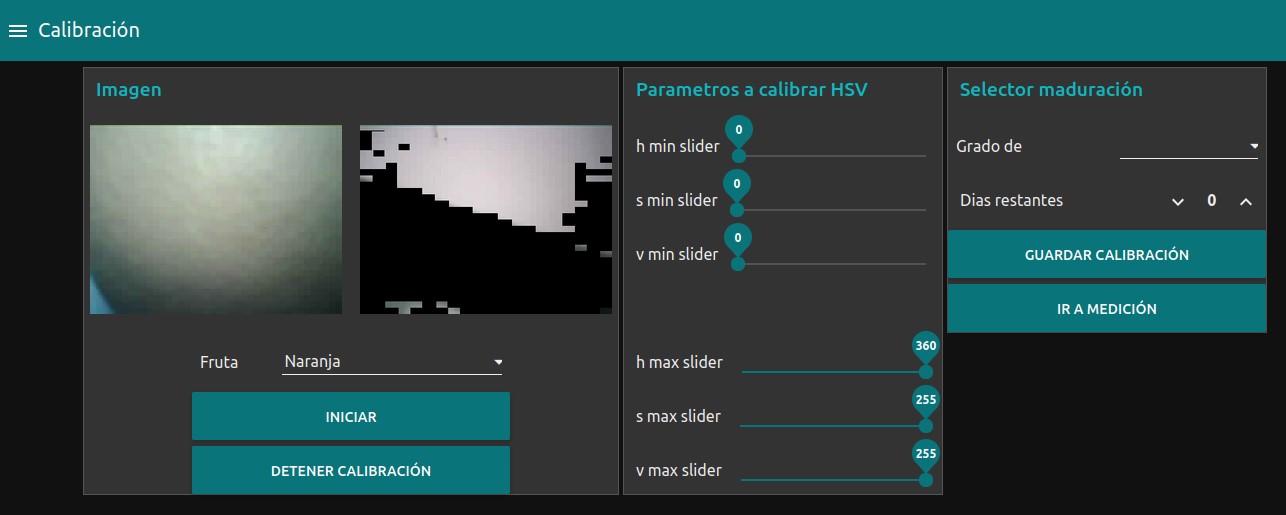 Calibración
Imagen
Fruta
Naranja
INICIAR
DETENER CALIBRACIÓN
Parametros a calibrar HSV
h min slider
0
s min slider
0
v min slider
0
h max slider
360
s max slider
255
v max slider
255
Selector maduración
Grado de
Dias restantes
0
GUARDAR CALIBRACIÓN
IR A MEDICIÓN